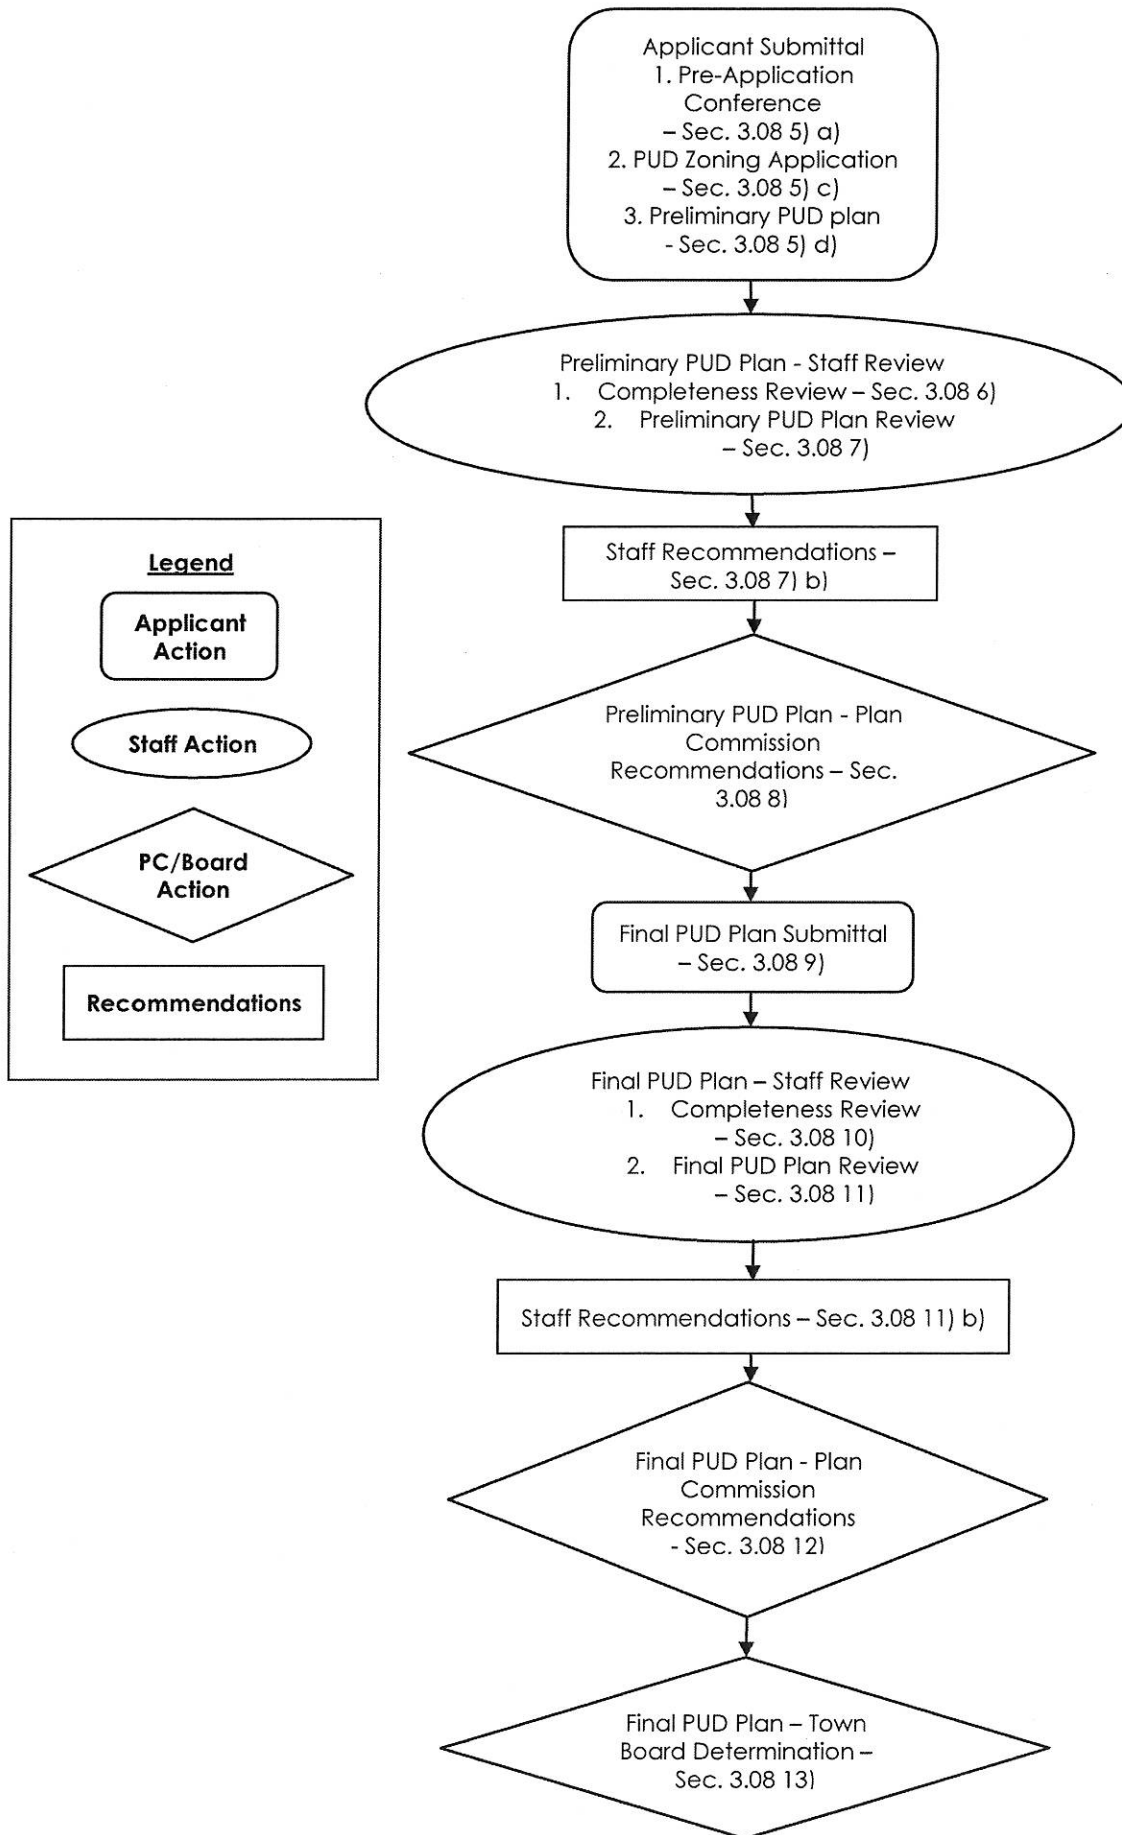 Applicant Submittal
1. Pre-Application
Conference
– Sec. 3.08 5) a)
2. PUD Zoning Application
– Sec. 3.08 5) c)
3. Preliminary PUD plan
- Sec. 3.08 5) d)
Preliminary PUD Plan - Staff Review
1. Completeness Review – Sec. 3.08 6)
2. Preliminary PUD Plan Review
– Sec. 3.08 7)
Staff Recommendations –
Sec. 3.08 7) b)
Preliminary PUD Plan - Plan
Commission
Recommendations – Sec.
3.08 8)
Final PUD Plan Submittal
– Sec. 3.08 9)
Final PUD Plan – Staff Review
1. Completeness Review
– Sec. 3.08 10)
2. Final PUD Plan Review
– Sec. 3.08 11)
Staff Recommendations – Sec. 3.08 11) b)
Final PUD Plan - Plan
Commission
Recommendations
- Sec. 3.08 12)
Final PUD Plan – Town
Board Determination –
Sec. 3.08 13)
Legend
Applicant
Action
Staff Action
PC/Board
Action
Recommendations